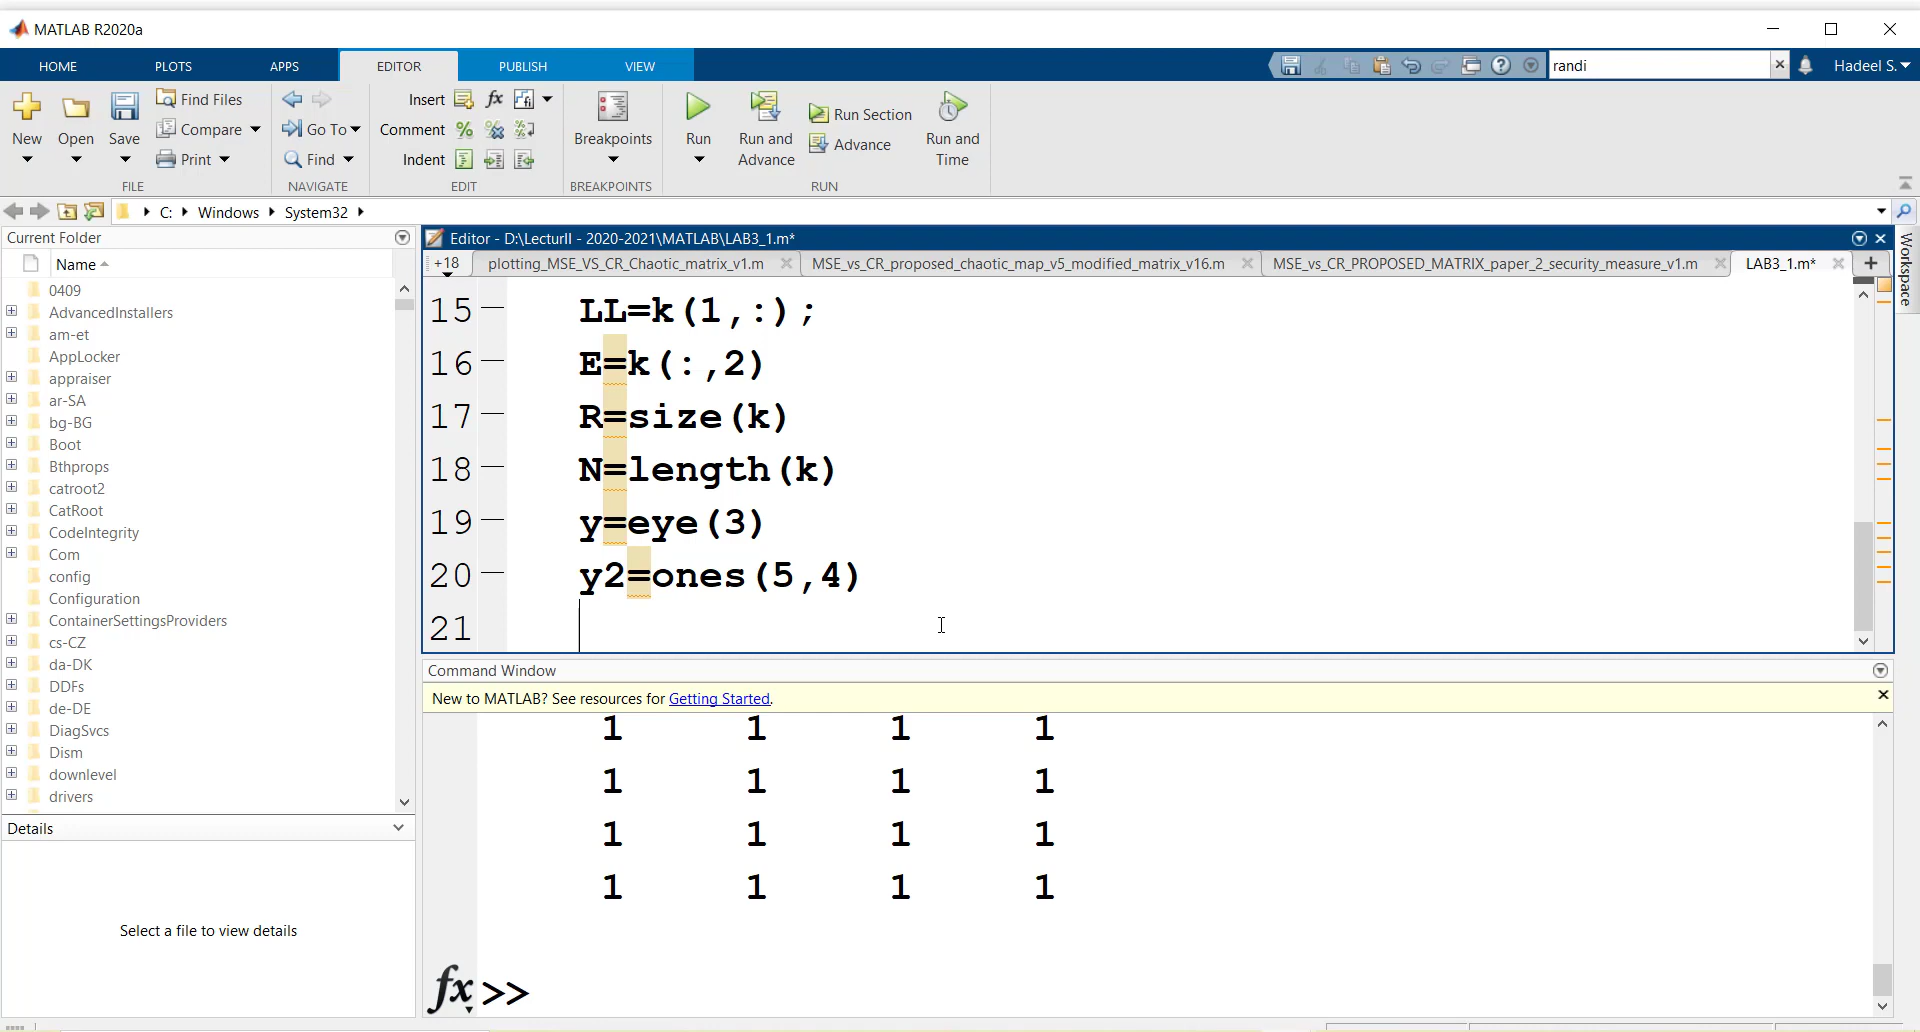 MATLAB R2020a
HOME PLOTS APPS EDITOR PUBLISH VIEW randi Hadeel S.
New Open Save Find Files Compare Print
FILE
Go To Find
NAVIGATE
Insert fx
Comment
Indent
EDIT
Breakpoints
BREAKPOINTS
Run Run and Advance Run Section Advance Run and Time
RUN
C: Windows System32
Current Folder
Name
0409
AdvancedInstallers
am-et
AppLocker
appraiser
ar-SA
bg-BG
Boot
Bthprops
catroot2
CatRoot
CodeIntegrity
Com
config
Configuration
ContainerSettingsProviders
cs-CZ
da-DK
DDFs
de-DE
DiagSvcs
Dism
downlevel
drivers
Details
Select a file to view details
Editor - D:\LecturII - 2020-2021\MATLAB\LAB3_1.m*
+18 plotting_MSE_VS_CR_Chaotic_matrix_v1.m MSE_vs_CR_proposed_chaotic_map_v5_modified_matrix_v16.m MSE_vs_CR_PROPOSED_MATRIX_paper_2_security_measure_v1.m LAB3_1.m*
15 LL=k(1,:);
16 E=k(:,2)
17 R=size(k)
18 N=length(k)
19 y=eye(3)
20 y2=ones(5,4)
21
Command Window
New to MATLAB? See resources for Getting Started.
1 1 1 1
1 1 1 1
1 1 1 1
1 1 1 1
fx >>
Workspace